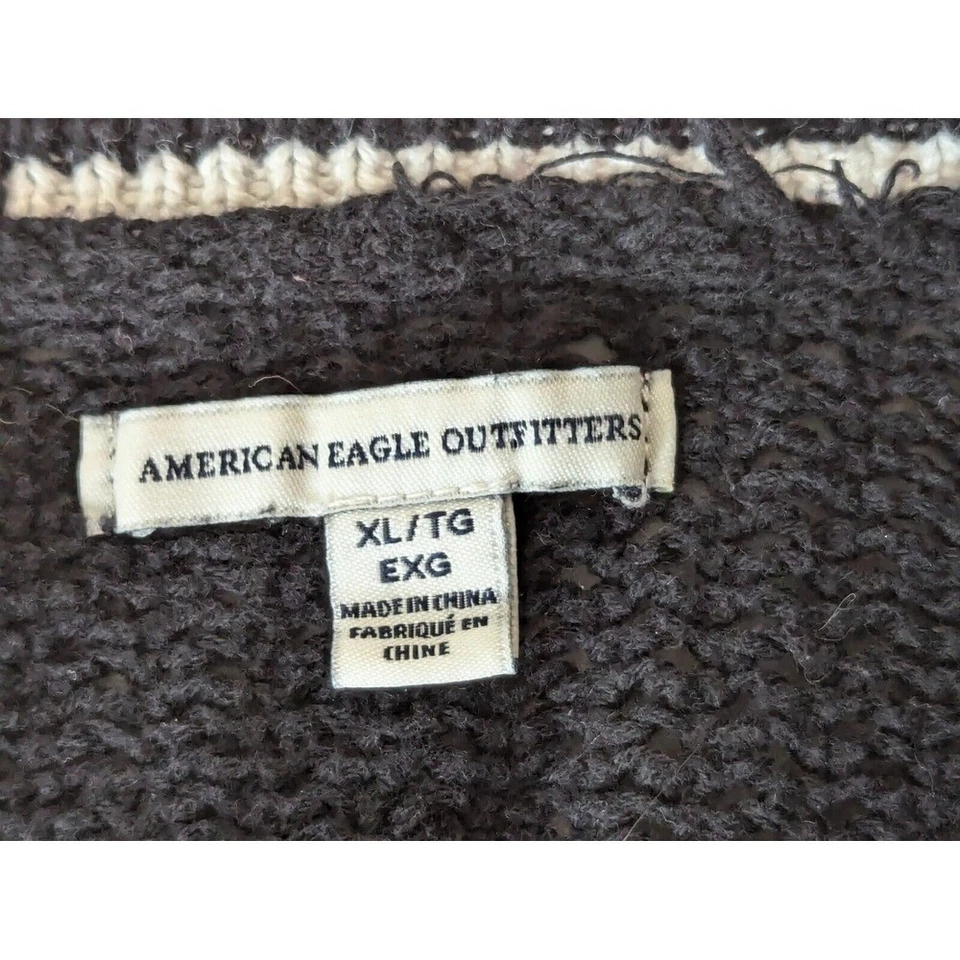 AMERICAN EAGLE OUTFITTERS
XL/TG
EXG
MADE IN CHINA
FABRIQUÉ EN
CHINE